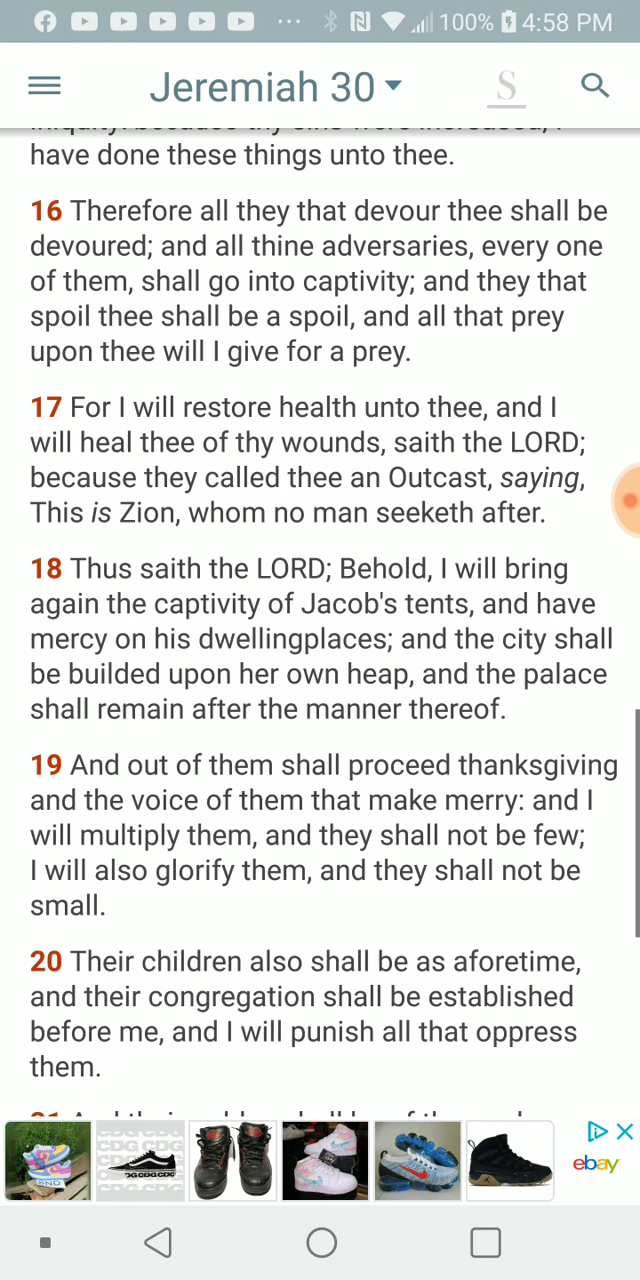 100% 4:58 PM
Jeremiah 30
S
have done these things unto thee.
16 Therefore all they that devour thee shall be
devoured; and all thine adversaries, every one
of them, shall go into captivity; and they that
spoil thee shall be a spoil, and all that prey
upon thee will I give for a prey.
17 For I will restore health unto thee, and I
will heal thee of thy wounds, saith the LORD;
because they called thee an Outcast, saying,
This is Zion, whom no man seeketh after.
18 Thus saith the LORD; Behold, I will bring
again the captivity of Jacob's tents, and have
mercy on his dwellingplaces; and the city shall
be builded upon her own heap, and the palace
shall remain after the manner thereof.
19 And out of them shall proceed thanksgiving
and the voice of them that make merry: and I
will multiply them, and they shall not be few;
I will also glorify them, and they shall not be
small.
20 Their children also shall be as aforetime,
and their congregation shall be established
before me, and I will punish all that oppress
them.
ebay